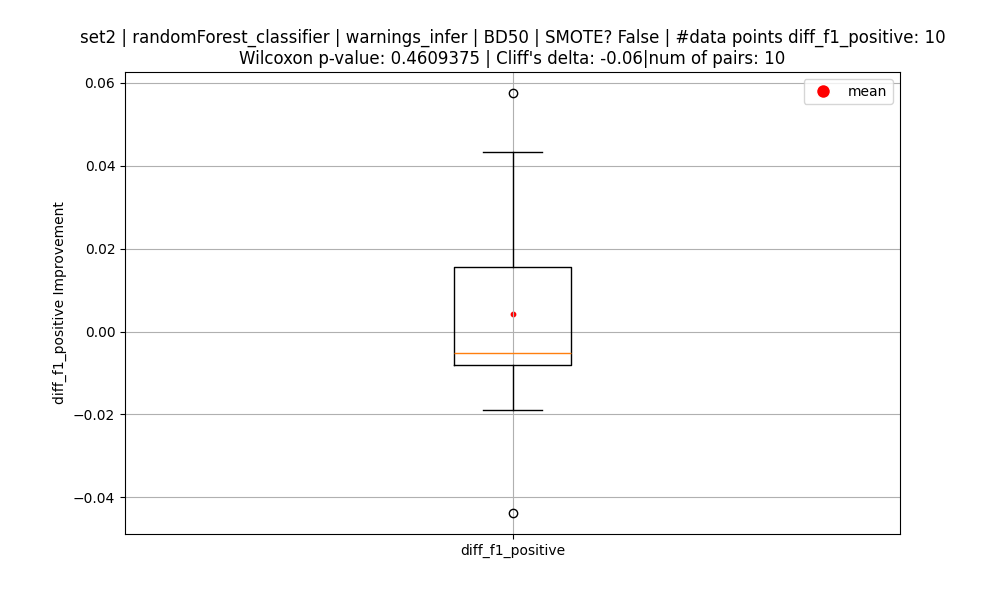 set2 | randomForest_classifier | warnings_infer | BD50 | SMOTE? False | #data points diff_f1_positive: 10
Wilcoxon p-value: 0.4609375 | Cliff's delta: -0.06|num of pairs: 10
mean
0.06
0.04
0.02
0.00
−0.02
−0.04
diff_f1_positive Improvement
diff_f1_positive